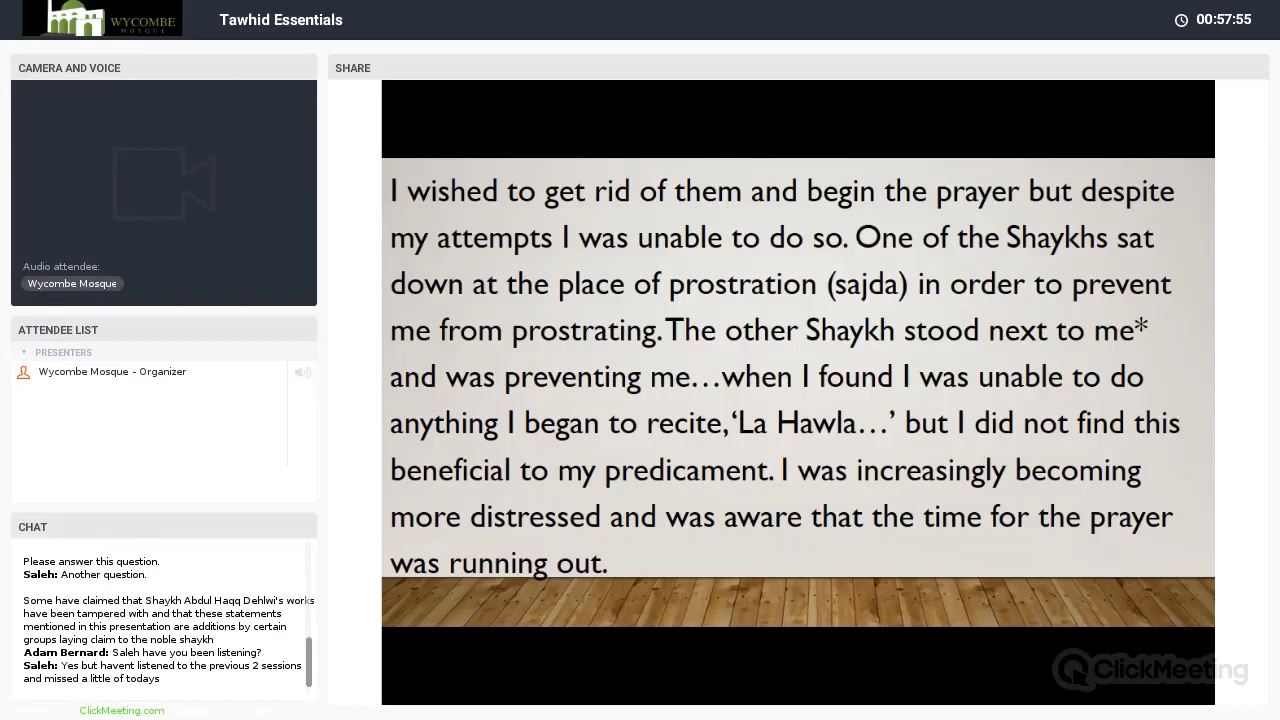 WYCOMBE
MOSQUE
Tawhid Essentials
00:57:55
CAMERA AND VOICE
Audio attendee:
Wycombe Mosque
ATTENDEE LIST
PRESENTERS
Wycombe Mosque - Organizer
CHAT
Please answer this question.
Saleh: Another question.
Some have claimed that Shaykh Abdul Haqq Dehlwi's works
have been tampered with and that these statements
mentioned in this presentation are additions by certain
groups laying claim to the noble shaykh
Adam Bernard: Saleh have you been listening?
Saleh: Yes but havent listened to the previous 2 sessions
and missed a little of todays
ClickMeeting.com
SHARE
I wished to get rid of them and begin the prayer but despite
my attempts I was unable to do so. One of the Shaykhs sat
down at the place of prostration (sajda) in order to prevent
me from prostrating. The other Shaykh stood next to me*
and was preventing me…when I found I was unable to do
anything I began to recite, ‘La Hawla…’ but I did not find this
beneficial to my predicament. I was increasingly becoming
more distressed and was aware that the time for the prayer
was running out.
ClickMeeting